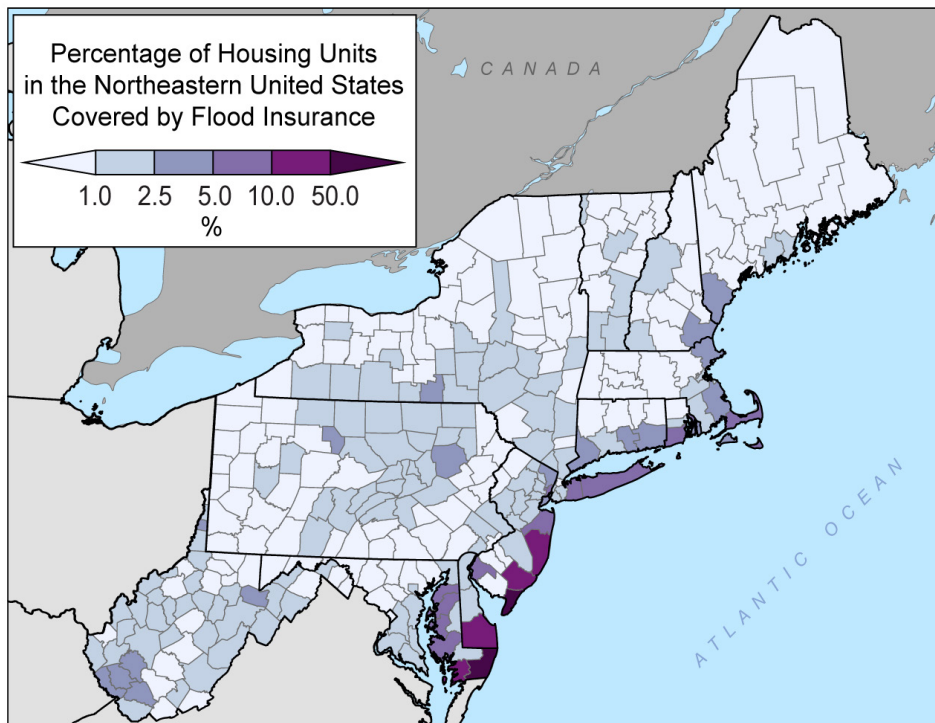 Percentage of Housing Units
in the Northeastern United States
Covered by Flood Insurance
1.0 2.5 5.0 10.0 50.0
%
CANADA
ATLANTIC OCEAN